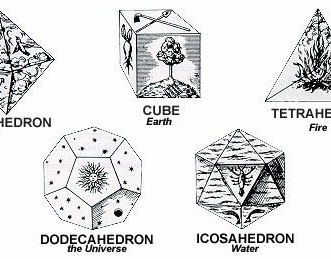 HEDRON
CUBE
Earth
TETRAHE
Fire
DODECAHEDRON
the Universe
ICOSAHEDRON
Water